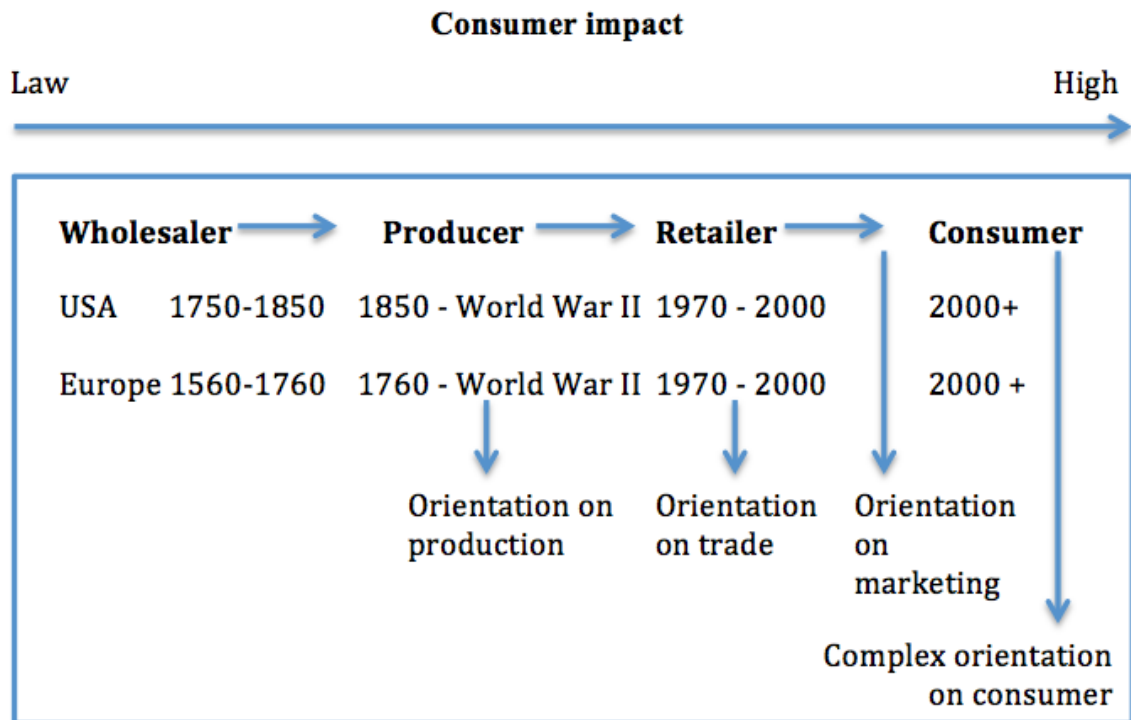 Consumer impact
Law High
Wholesaler Producer Retailer Consumer
USA 1750-1850 1850 - World War II 1970 - 2000 2000+
Europe 1560-1760 1760 - World War II 1970 - 2000 2000 +
Orientation on production
Orientation on trade
Orientation on marketing
Complex orientation
on consumer